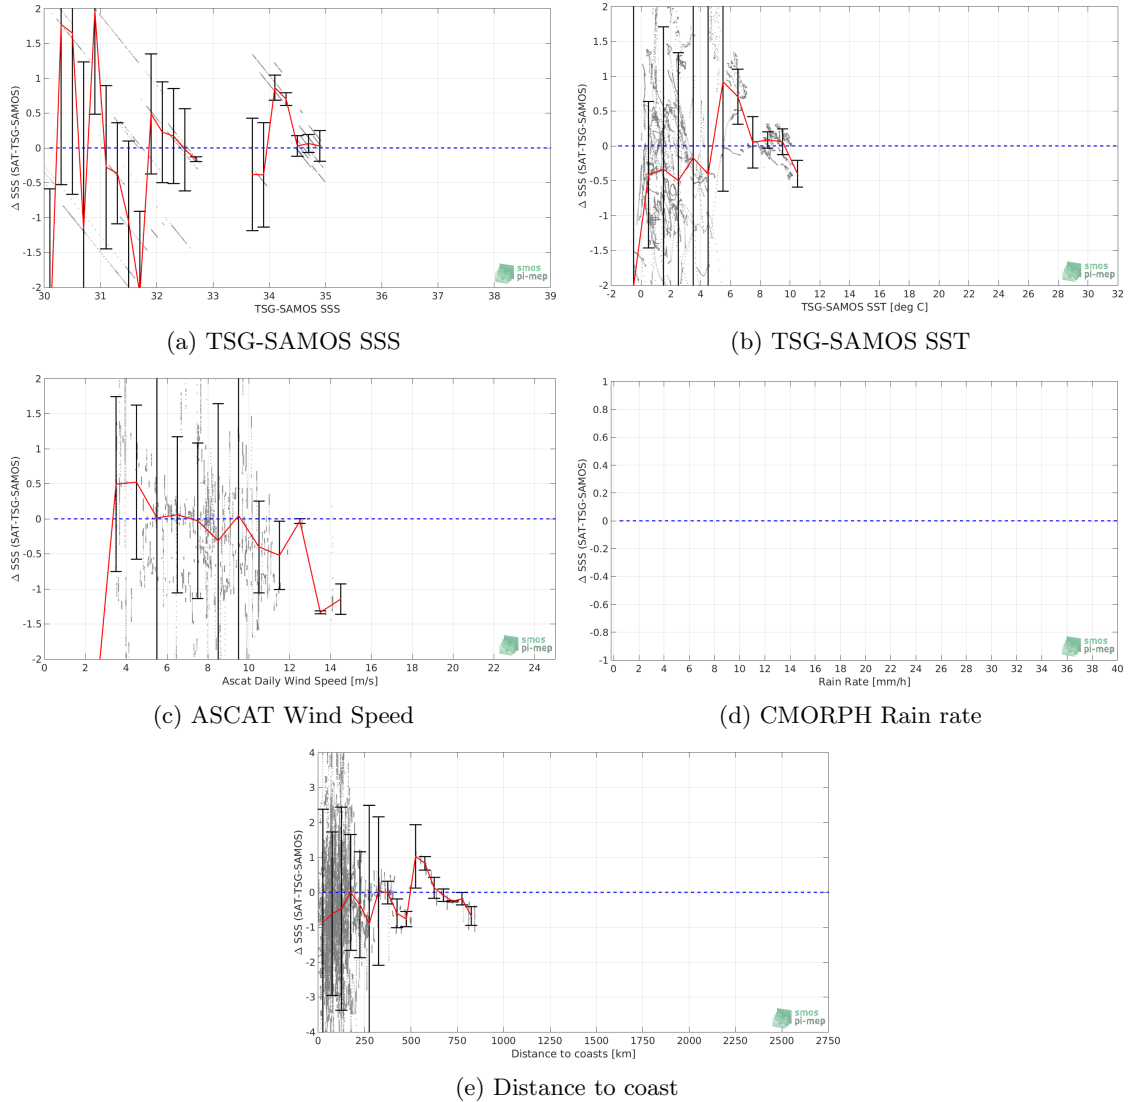 Δ SSS (SAT-TSG-SAMOS)
2
1.5
1
0.5
0
-0.5
-1
-1.5
-2
30 31 32 33 34 35 36 37 38 39
TSG-SAMOS SSS
smos
pi-mep
(a) TSG-SAMOS SSS
Δ SSS (SAT-TSG-SAMOS)
2
1.5
1
0.5
0
-0.5
-1
-1.5
-2
-2 0 2 4 6 8 10 12 14 16 18 20 22 24 26 28 30 32
TSG-SAMOS SST [deg C]
smos
pi-mep
(b) TSG-SAMOS SST
Δ SSS (SAT-TSG-SAMOS)
2
1.5
1
0.5
0
-0.5
-1
-1.5
-2
0 2 4 6 8 10 12 14 16 18 20 22 24
Ascat Daily Wind Speed [m/s]
smos
pi-mep
(c) ASCAT Wind Speed
Δ SSS (SAT-TSG-SAMOS)
1
0.8
0.6
0.4
0.2
0
-0.2
-0.4
-0.6
-0.8
-1
0 2 4 6 8 10 12 14 16 18 20 22 24 26 28 30 32 34 36 38 40
Rain Rate [mm/h]
smos
pi-mep
(d) CMORPH Rain rate
Δ SSS (SAT-TSG-SAMOS)
4
3
2
1
0
-1
-2
-3
-4
0 250 500 750 1000 1250 1500 1750 2000 2250 2500 2750
Distance to coasts [km]
smos
pi-mep
(e) Distance to coast